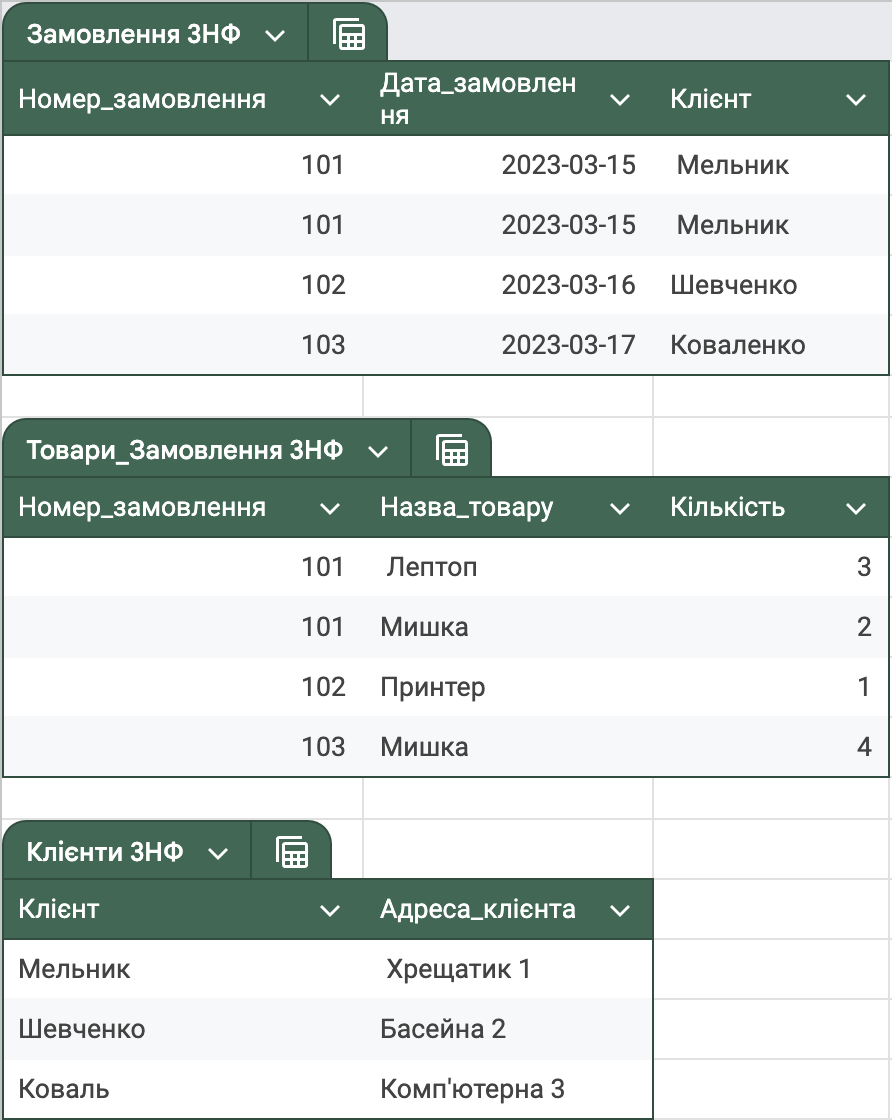 Замовлення 3НФ
Номер_замовлення Дата_замовлен
ня Клієнт
101 2023-03-15 Мельник
101 2023-03-15 Мельник
102 2023-03-16 Шевченко
103 2023-03-17 Коваленко
Товари_Замовлення 3НФ
Номер_замовлення Назва_товару Кількість
101 Лептоп 3
101 Мишка 2
102 Принтер 1
103 Мишка 4
Клієнти 3НФ
Клієнт Адреса_клієнта
Мельник Хрещатик 1
Шевченко Басейна 2
Коваль Комп'ютерна 3